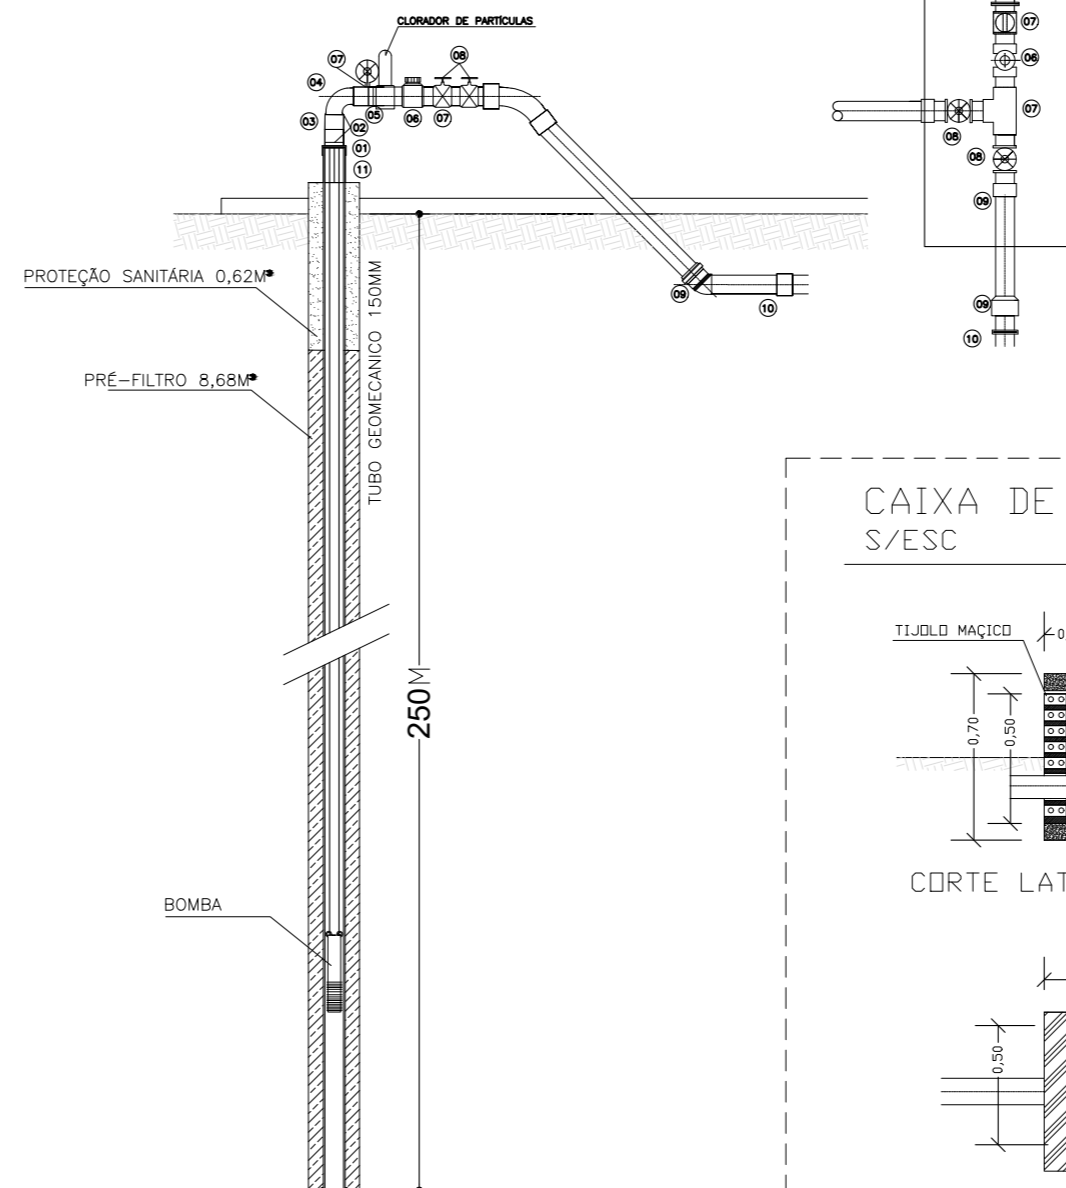 CLORADOR DE PARTÍCULAS
07
08
04
05
06
07
03
02
01
11
PROTEÇÃO SANITÁRIA 0,62M³
PRÉ-FILTRO 8,68M³
TUBO GEOMECANICO 150MM
09
10
250M
BOMBA
07
06
07
08
08
09
09
10
CAIXA DE
S/ESC
TIJOLO MAÇICO
0,
0,70
0,50
CORTE LAT
0,50